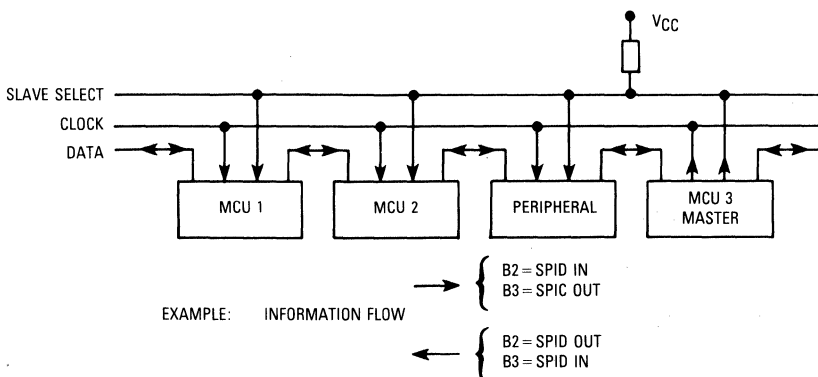 VCC
SLAVE SELECT
CLOCK
DATA
MCU 1
MCU 2
PERIPHERAL
MCU 3
MASTER
B2=SPID IN
B3=SPIC OUT
EXAMPLE: INFORMATION FLOW
B2=SPID OUT
B3=SPID IN